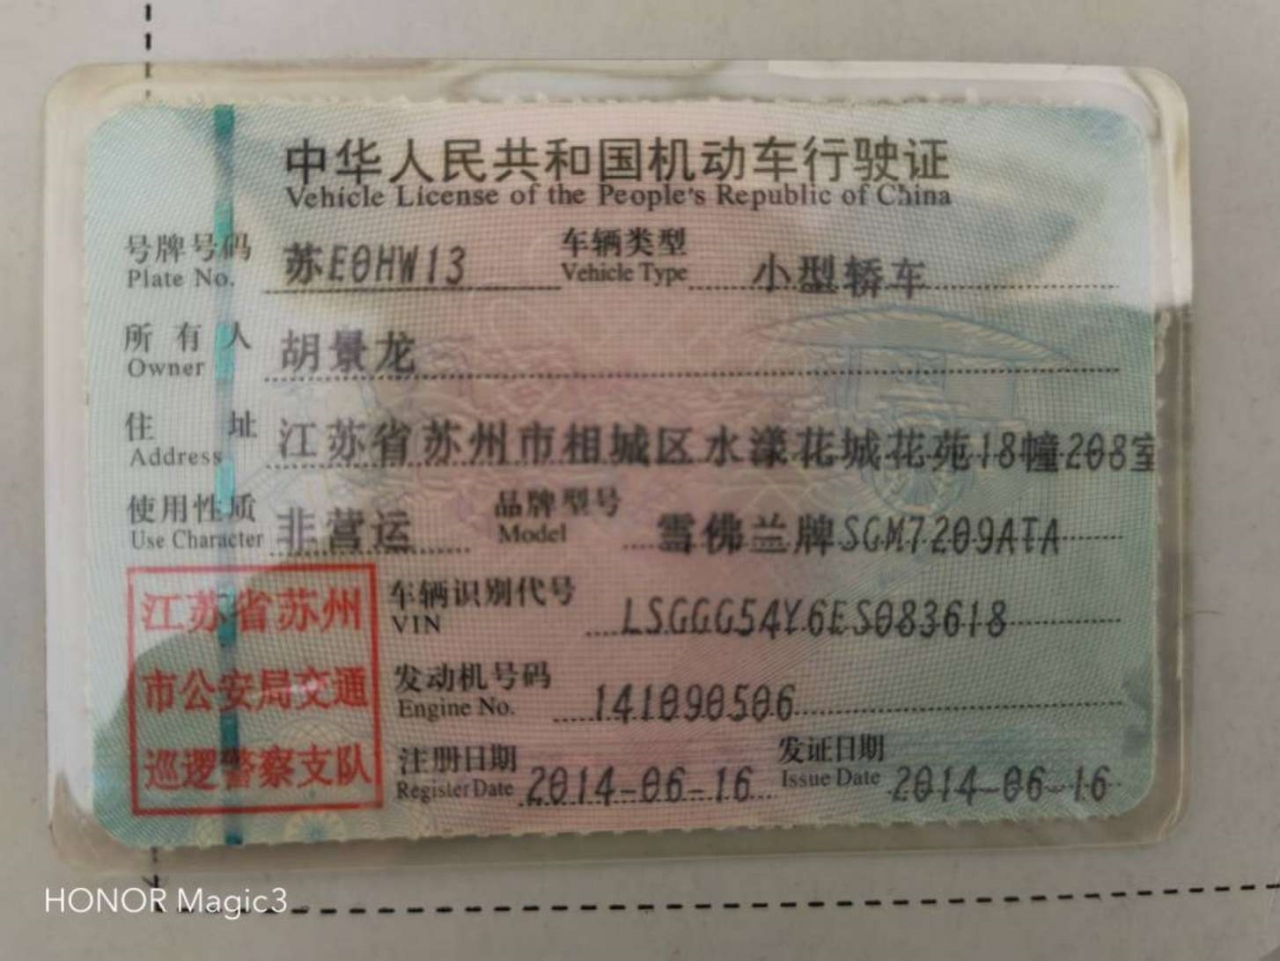 中华人民共和国机动车行驶证
Vehicle License of the People's Republic of China
号牌号码 苏E0HW13 车辆类型 小型轿车
Plate No. Vehicle Type
所有人 胡景龙
Owner
住址 江苏省苏州市相城区水漾花城花苑18幢208室
Address
使用性质 非营运 品牌型号 雪佛兰牌SGM7209ATA
Use Character Model
江苏省苏州
市公安局交通
巡逻警察支队
车辆识别代号 LSGGG54Y6ES083618
VIN
发动机号码 141090506
Engine No.
注册日期 2014-06-16 发证日期 2014-06-16
Register Date Issue Date
HONOR Magic3